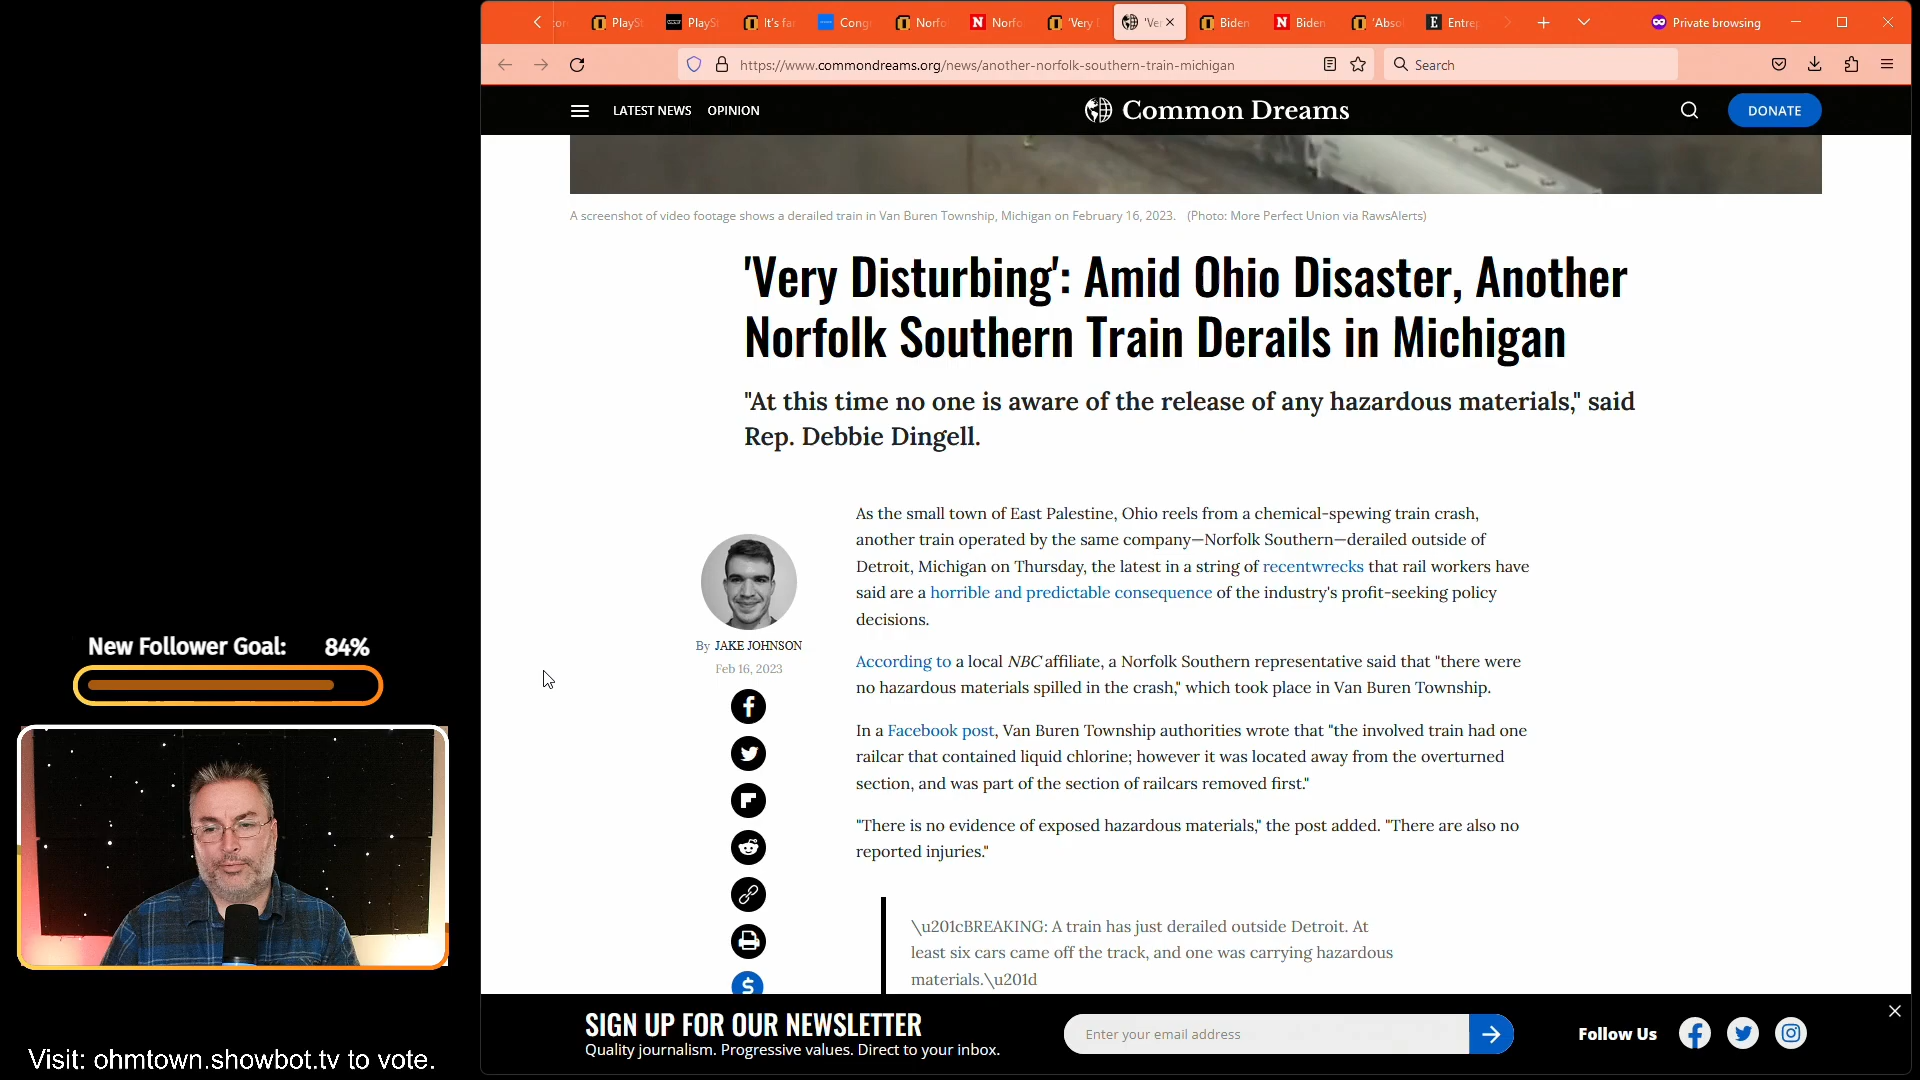 PlaySt
PlaySt
It's fa
Cong
Norfo
Norfo
'Very
'Ve
Biden
Biden
'Abso
Entrep
Private browsing
https://www.commondreams.org/news/another-norfolk-southern-train-michigan
Search
LATEST NEWS
OPINION
Common Dreams
DONATE
A screenshot of video footage shows a derailed train in Van Buren Township, Michigan on February 16, 2023. (Photo: More Perfect Union via RawsAlerts)
'Very Disturbing': Amid Ohio Disaster, Another
Norfolk Southern Train Derails in Michigan
"At this time no one is aware of the release of any hazardous materials," said
Rep. Debbie Dingell.
By JAKE JOHNSON
Feb 16, 2023
As the small town of East Palestine, Ohio reels from a chemical-spewing train crash,
another train operated by the same company—Norfolk Southern—derailed outside of
Detroit, Michigan on Thursday, the latest in a string of recentwrecks that rail workers have
said are a horrible and predictable consequence of the industry's profit-seeking policy
decisions.
According to a local NBC affiliate, a Norfolk Southern representative said that "there were
no hazardous materials spilled in the crash," which took place in Van Buren Township.
In a Facebook post, Van Buren Township authorities wrote that "the involved train had one
railcar that contained liquid chlorine; however it was located away from the overturned
section, and was part of the section of railcars removed first."
"There is no evidence of exposed hazardous materials," the post added. "There are also no
reported injuries."
\u201cBREAKING: A train has just derailed outside Detroit. At
least six cars came off the track, and one was carrying hazardous
materials.\u201d
SIGN UP FOR OUR NEWSLETTER
Quality journalism. Progressive values. Direct to your inbox.
Enter your email address
Follow Us
New Follower Goal: 84%
Visit: ohmtown.showbot.tv to vote.